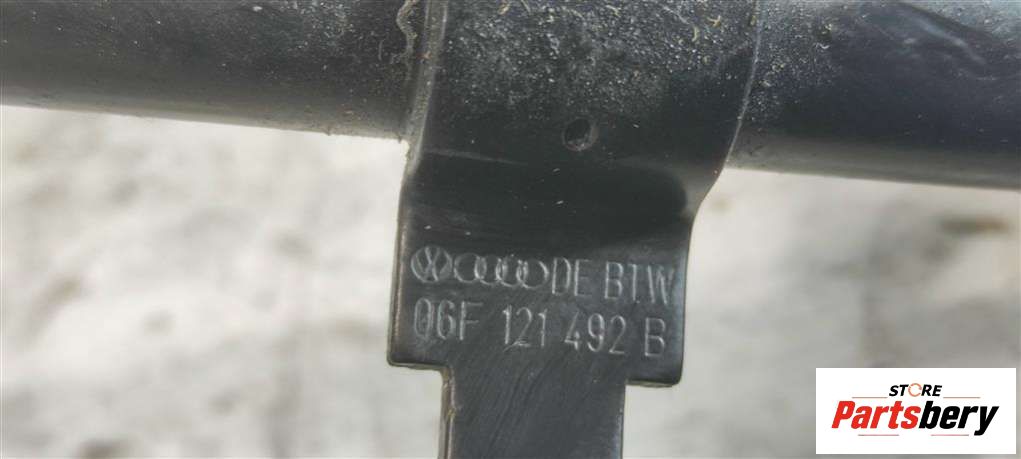 DE BTW
06F 121 492 B
STORE
Partsbery